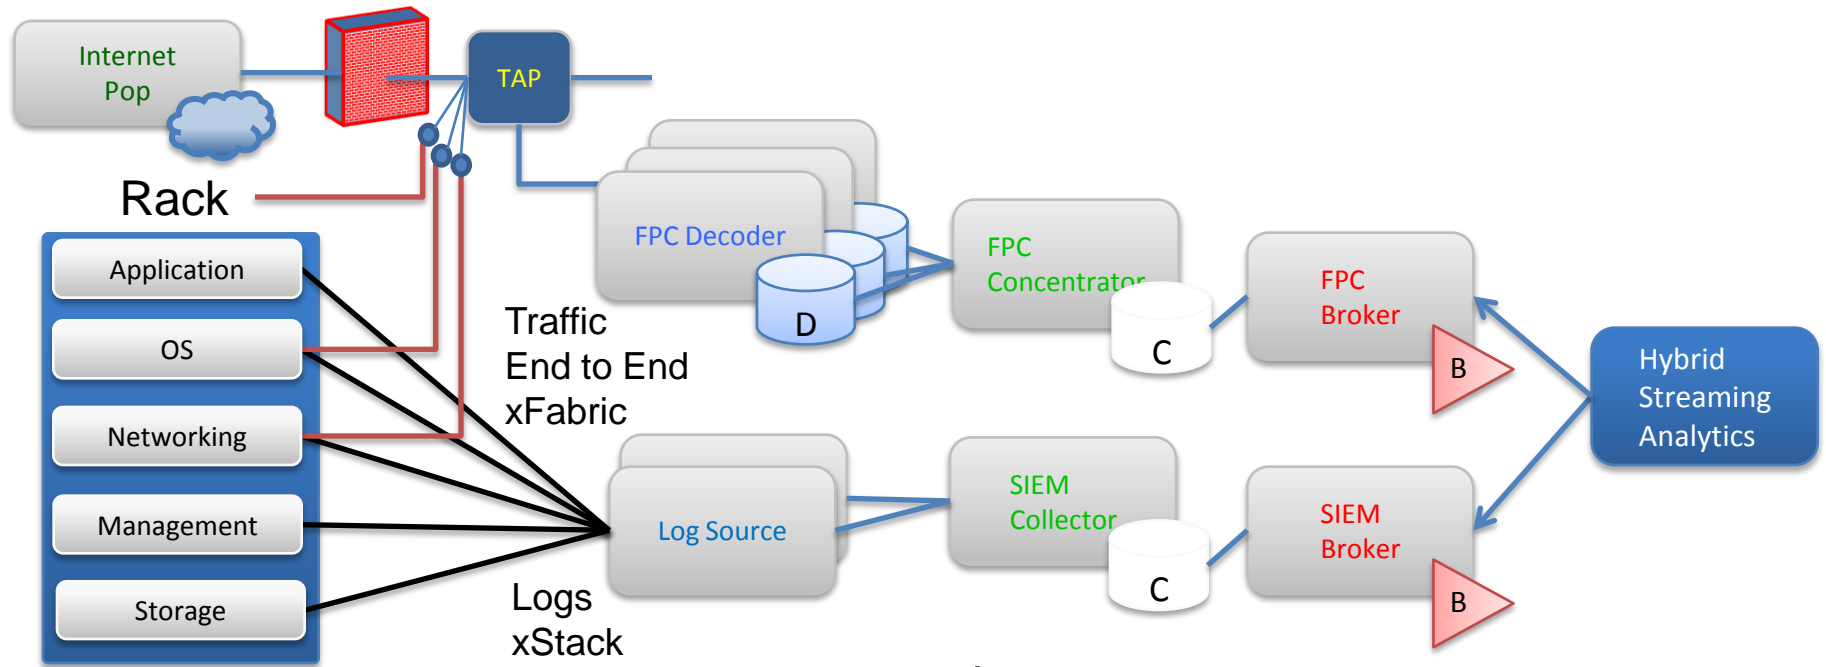 Internet
Pop
TAP
Rack
Application
OS
Networking
Management
Storage
Traffic
End to End
xFabric
FPC Decoder
D
FPC
Concentrator
C
FPC
Broker
B
Hybrid
Streaming
Analytics
Log Source
SIEM
Collector
C
SIEM
Broker
B
Logs
xStack